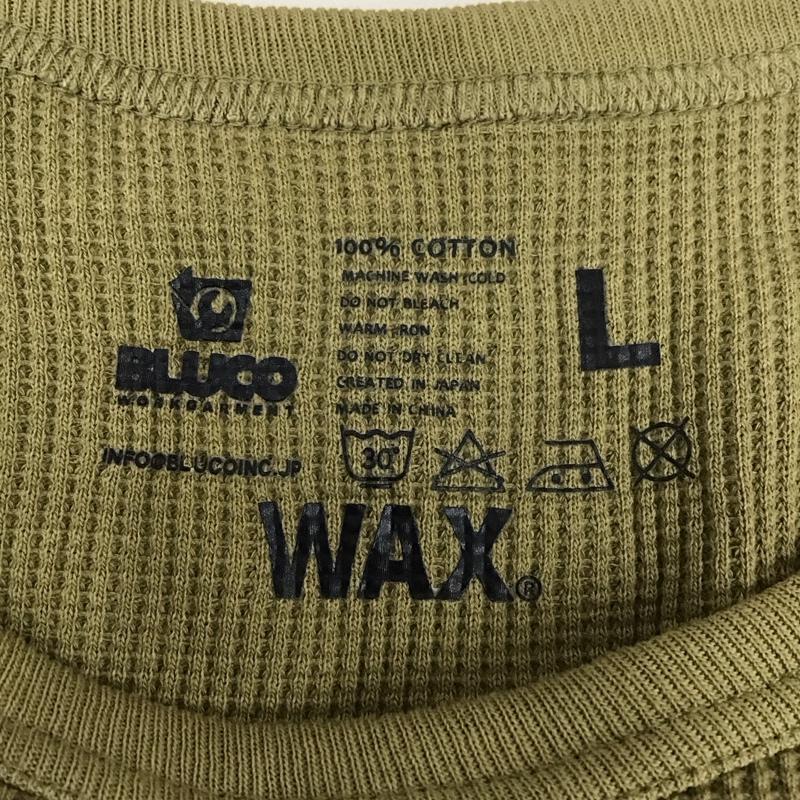 100% COTTON
MACHINE WASH COLD
DO NOT BLEACH
WARM IRON
DO NOT DRY CLEAN
CREATED IN JAPAN
MADE IN CHINA
L
BLUCO
WORKGARMENT
INFO@BLUCOINC.JP
30°
WAX®